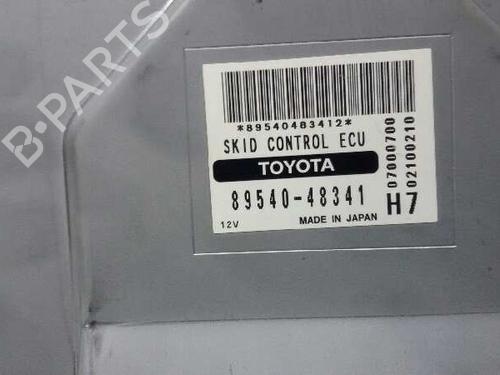 B-PARTS
*89540483412*
SKID CONTROL ECU
TOYOTA
89540-48341
12V
MADE IN JAPAN
H7
07000700
02100210